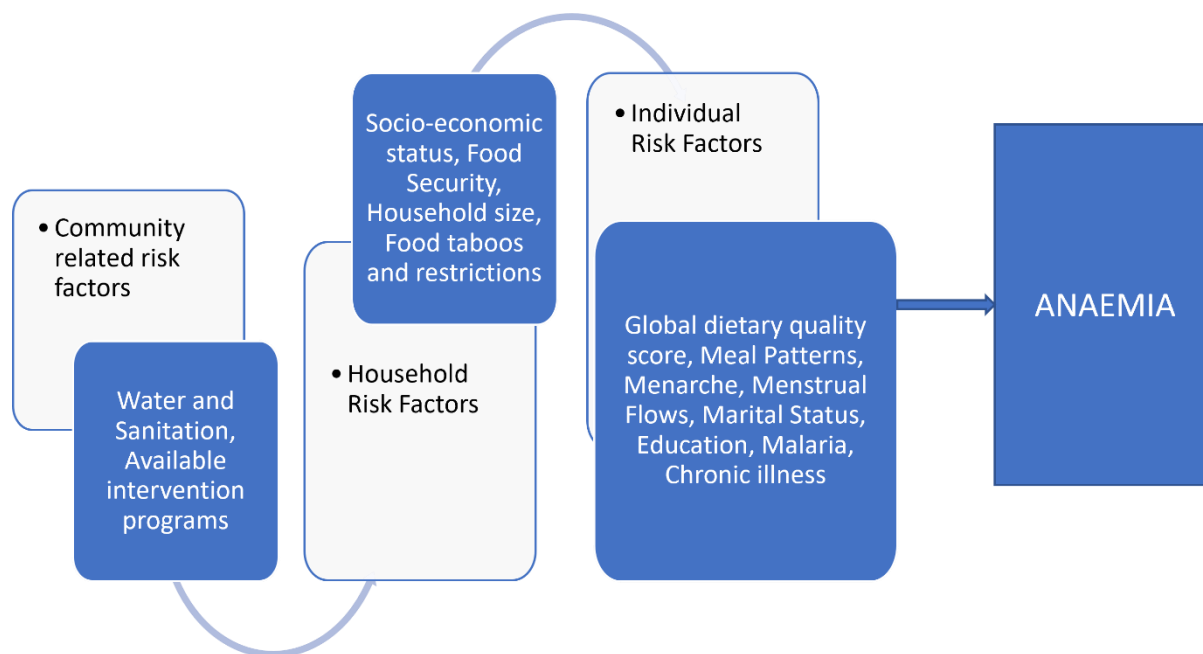 • Community
related risk
factors
Water and
Sanitation,
Available
intervention
programs
Socio-economic
status, Food
Security,
Household size,
Food taboos
and restrictions
• Household
Risk Factors
• Individual
Risk Factors
Global dietary quality
score, Meal Patterns,
Menarche, Menstrual
Flows, Marital Status,
Education, Malaria,
Chronic illness
ANAEMIA